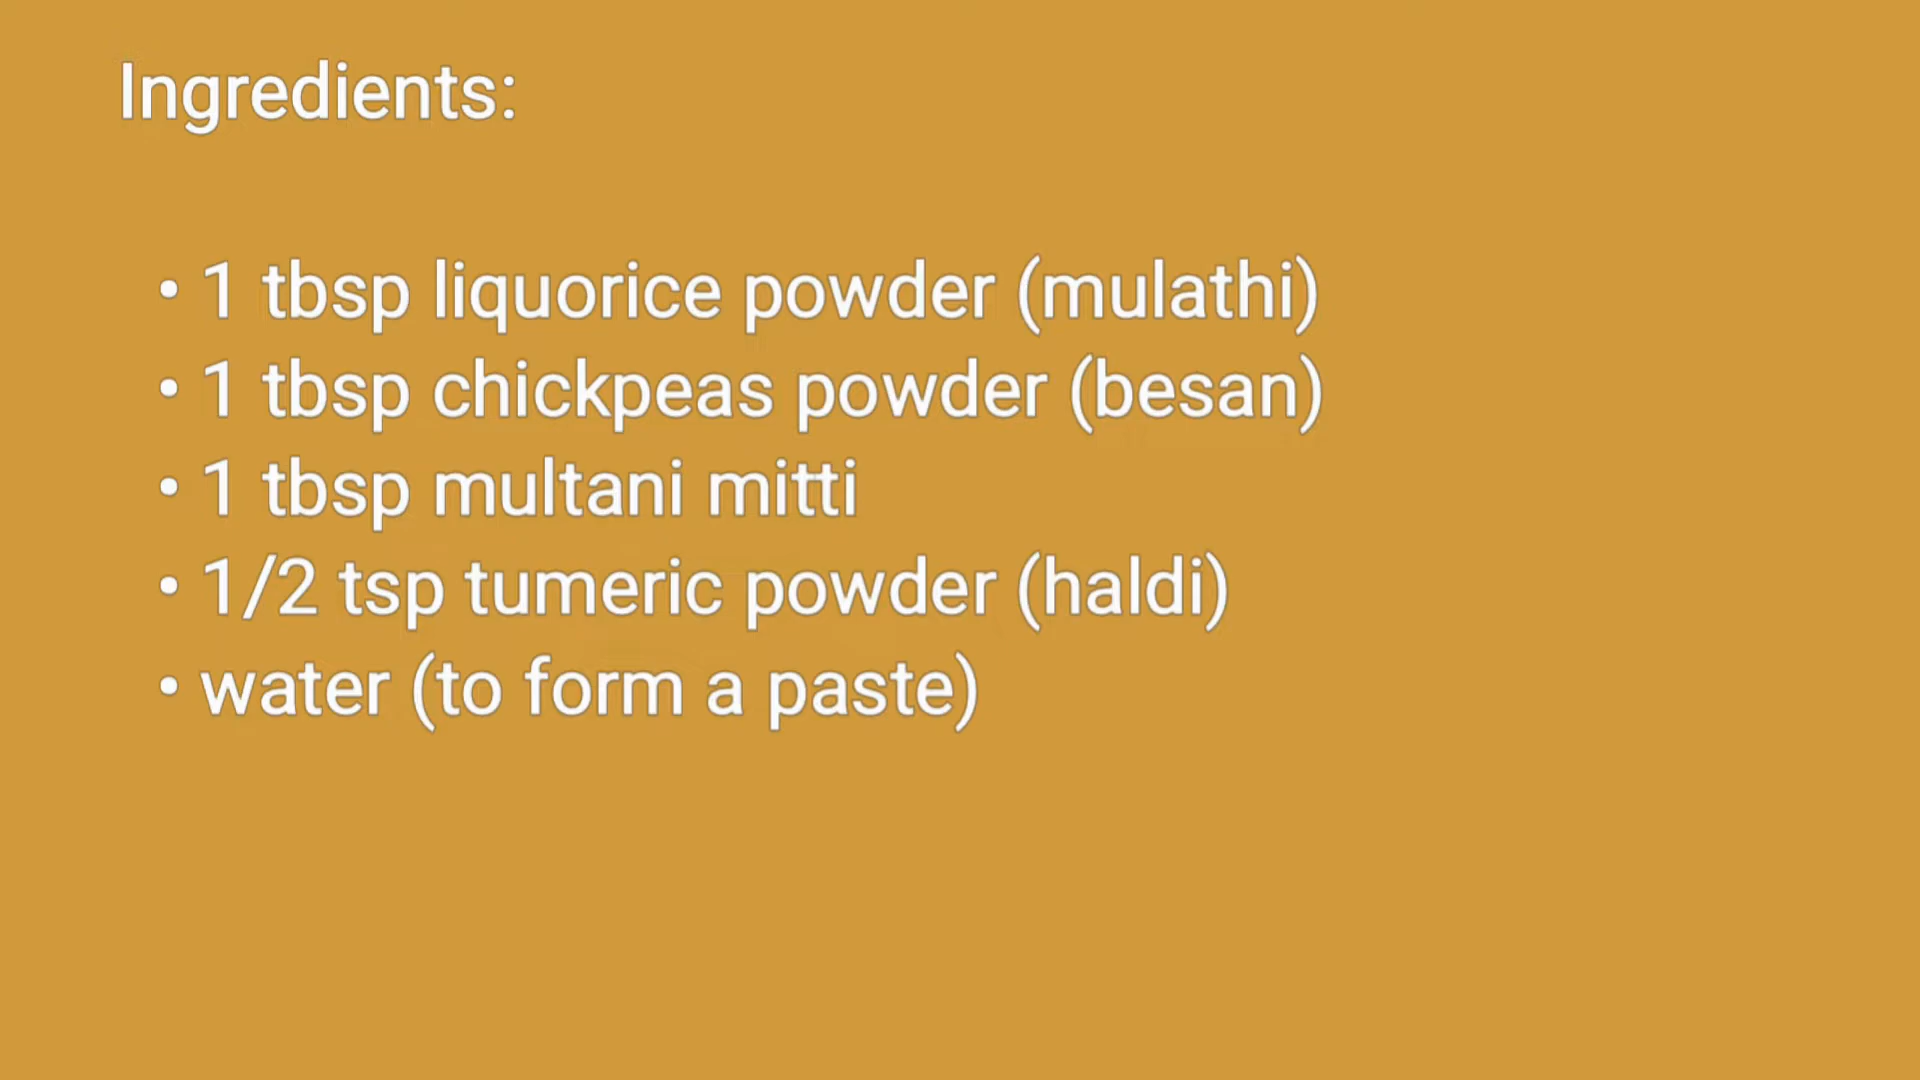 Ingredients:
• 1 tbsp liquorice powder (mulathi)
• 1 tbsp chickpeas powder (besan)
• 1 tbsp multani mitti
• 1/2 tsp tumeric powder (haldi)
• water (to form a paste)